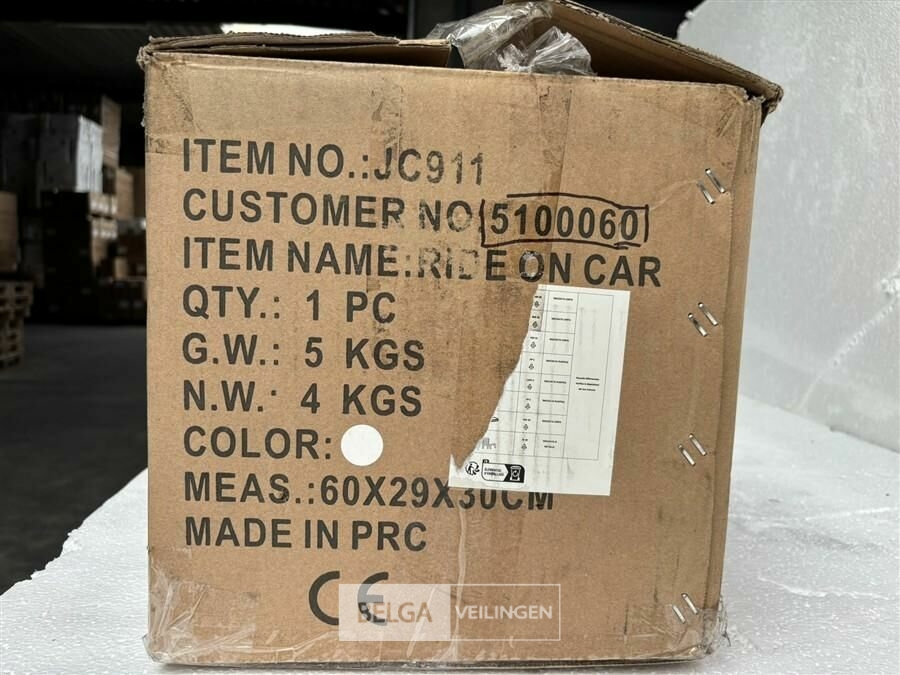 ITEM NO.:JC911
CUSTOMER NO 5100060
ITEM NAME:RiDE ON CAR
QTY.: 1 PC
G.W.: 5 KGS
N.W.: 4 KGS
COLOR:
MEAS.:60X29X30CM
MADE IN PRC
CE
BELGA VEILINGEN